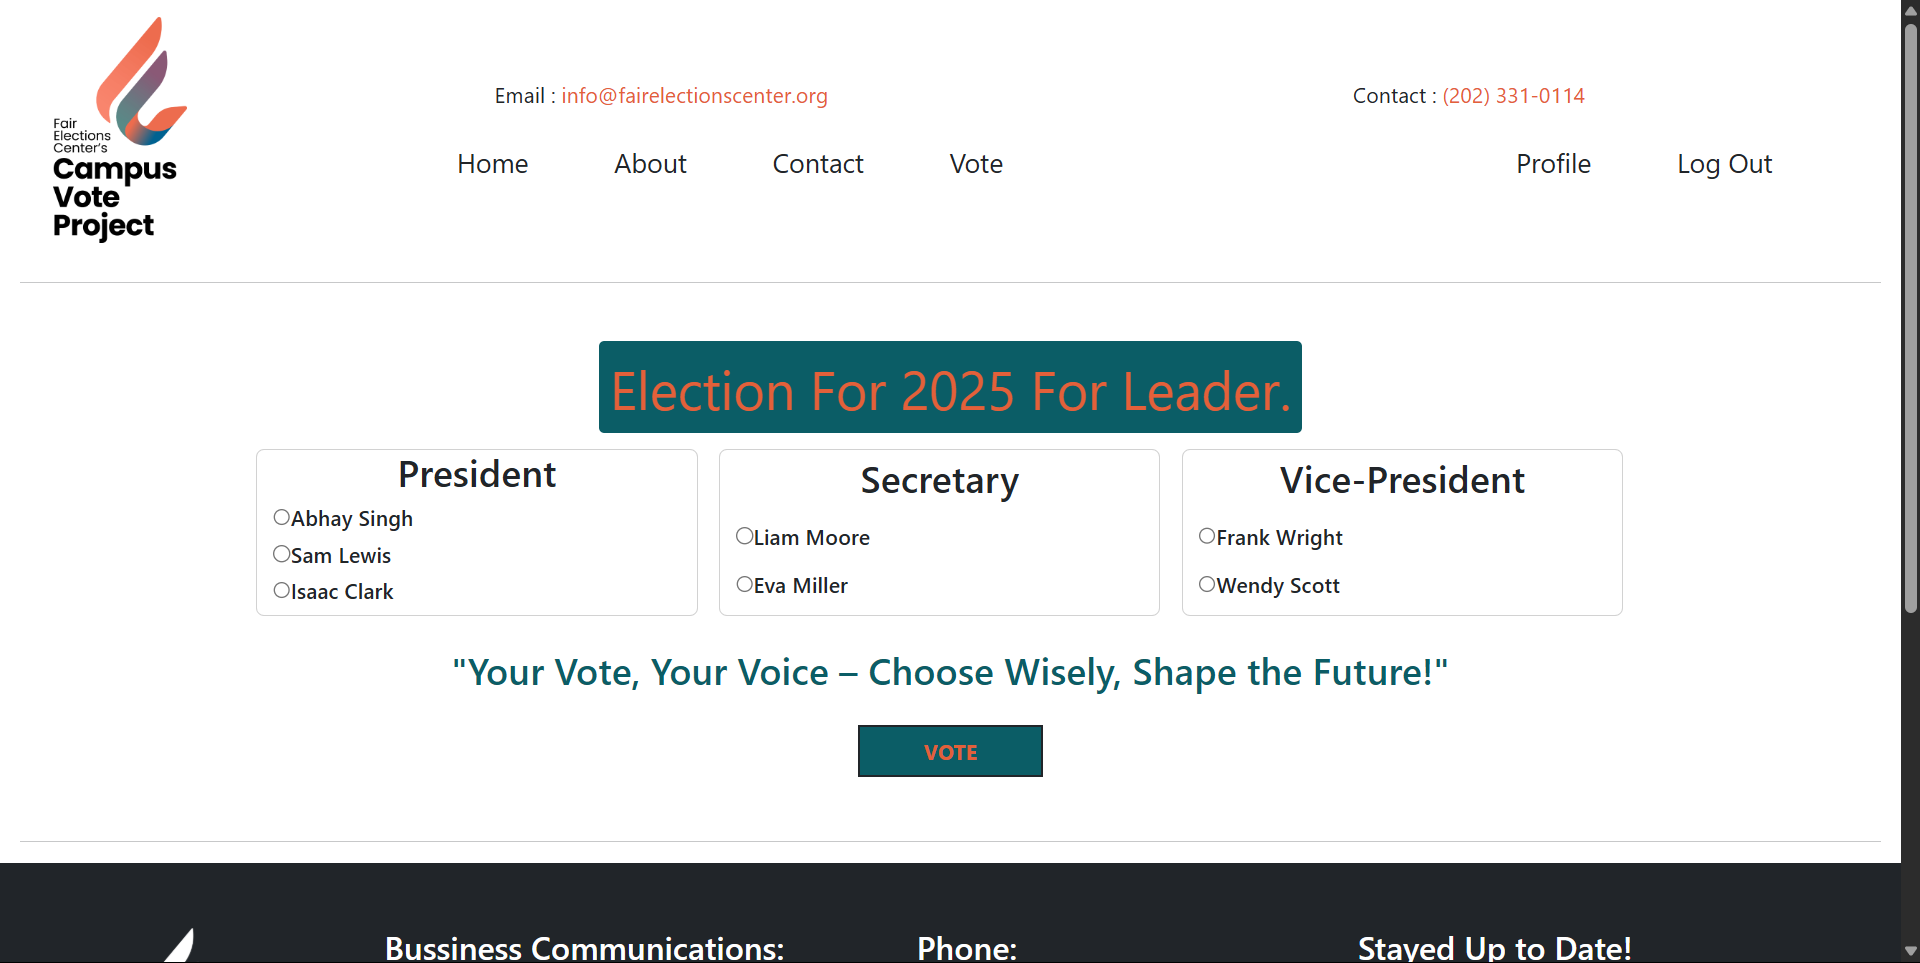 Fair
Elections
Center's
Campus
Vote
Project
Email : info@fairelectionscenter.org
Contact : (202) 331-0114
Home
About
Contact
Vote
Profile
Log Out
Election For 2025 For Leader.
President
Abhay Singh
Sam Lewis
Isaac Clark
Secretary
Liam Moore
Eva Miller
Vice-President
Frank Wright
Wendy Scott
"Your Vote, Your Voice – Choose Wisely, Shape the Future!"
VOTE
Bussiness Communications:
Phone:
Stayed Up to Date!